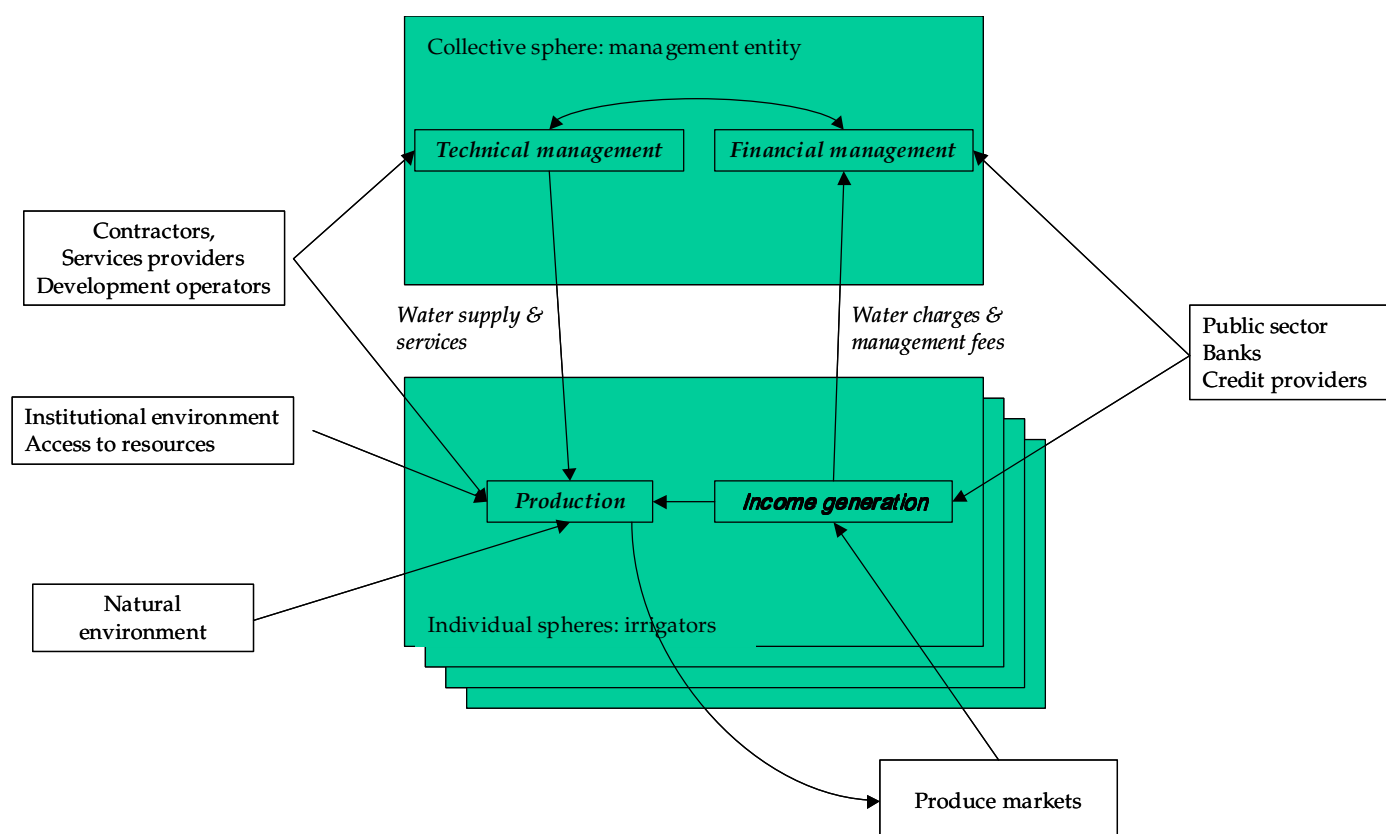 Collective sphere: management entity
Technical management
Financial management
Contractors,
Services providers
Development operators
Water supply &
services
Water charges &
management fees
Public sector
Banks
Credit providers
Institutional environment
Access to resources
Production
Income generation
Natural
environment
Individual spheres: irrigators
Produce markets